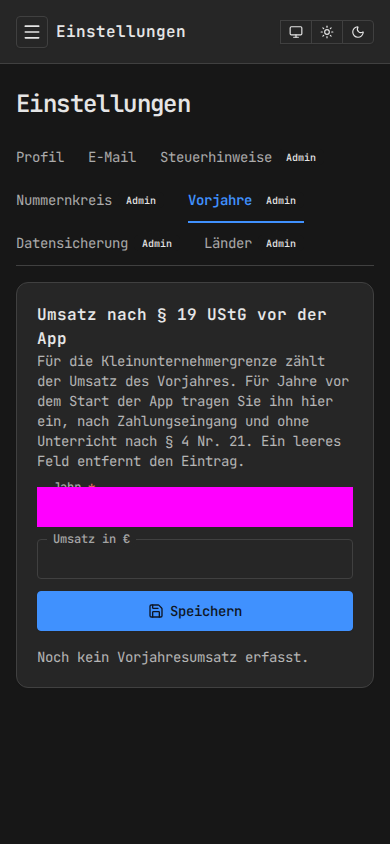 Einstellungen
Einstellungen
Profil E-Mail Steuerhinweise Admin
Nummernkreis Admin Vorjahre Admin
Datensicherung Admin Länder Admin
Umsatz nach § 19 UStG vor der
App
Für die Kleinunternehmergrenze zählt
der Umsatz des Vorjahres. Für Jahre vor
dem Start der App tragen Sie ihn hier
ein, nach Zahlungseingang und ohne
Unterricht nach § 4 Nr. 21. Ein leeres
Feld entfernt den Eintrag.
Umsatz in €
Speichern
Noch kein Vorjahresumsatz erfasst.